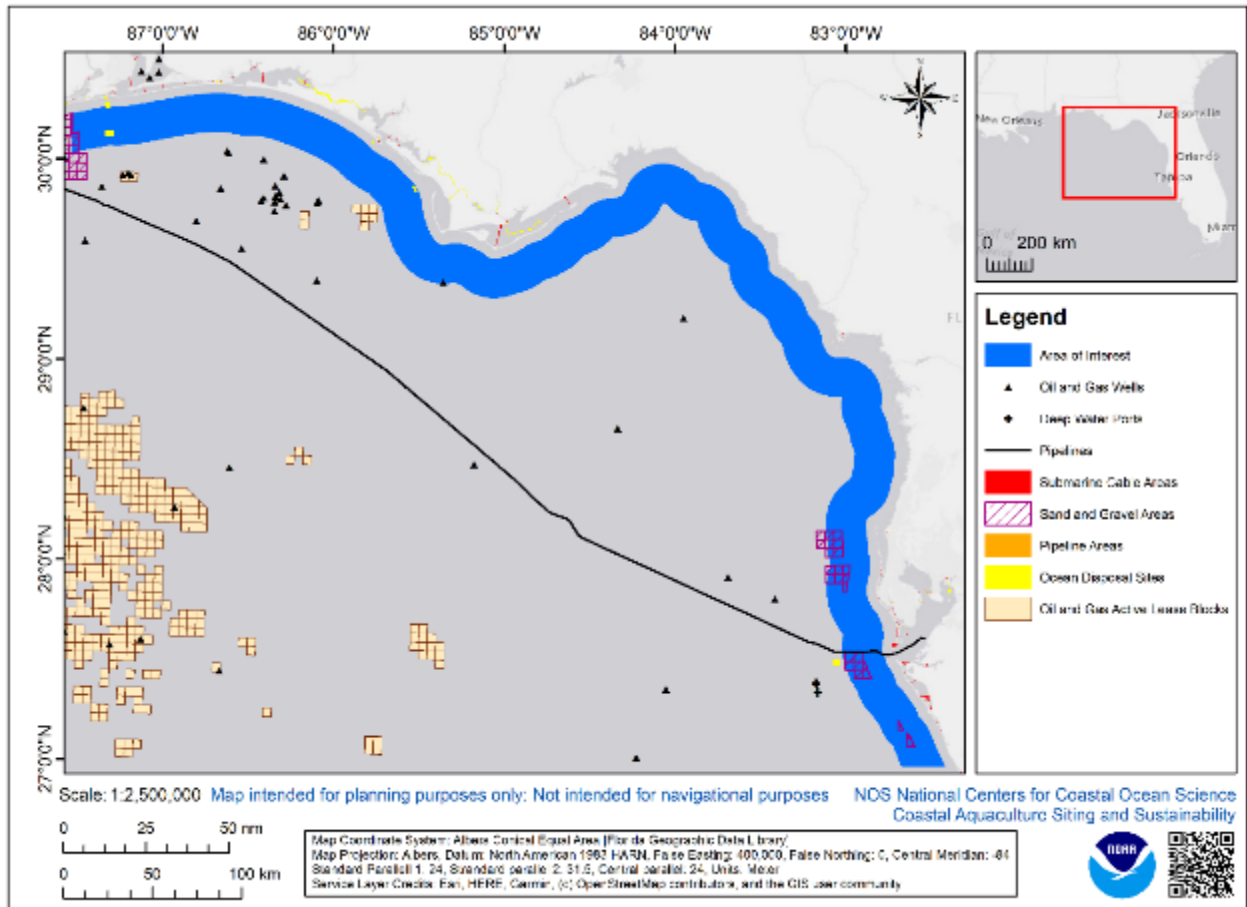 87°0'0"W 86°0'0"W 85°0'0"W 84°0'0"W 83°0'0"W
30°0'0"N
29°0'0"N
28°0'0"N
27°0'0"N
FL
New Orleans
Jacksonville
Orlando
Tampa
Miami
Gulf of
0 200 km
Legend
Area of Interest
Oil and Gas Wells
Deep Water Ports
Pipelines
Submarine Cable Areas
Sand and Gravel Areas
Pipeline Areas
Ocean Disposal Sites
Oil and Gas Active Lease Blocks
Scale: 1:2,500,000 Map intended for planning purposes only: Not intended for navigational purposes
NOS National Centers for Coastal Ocean Science
Coastal Aquaculture Siting and Sustainability
0 25 50 nm
0 50 100 km
Map Coordinate System: Albers Conical Equal Area (Florida Geographic Data Library)
Map Projection: Albers, Datum: North American 1983 HARN, False Easting: 400,000, False Northing: 0, Central Meridian: -84
Standard Parallel 1: 24, Standard parallel 2: 31.5, Central parallel: 24, Units: Meter
Service Layer Credits: Esri, HERE, Garmin, (c) OpenStreetMap contributors, and the GIS user community
NOAA